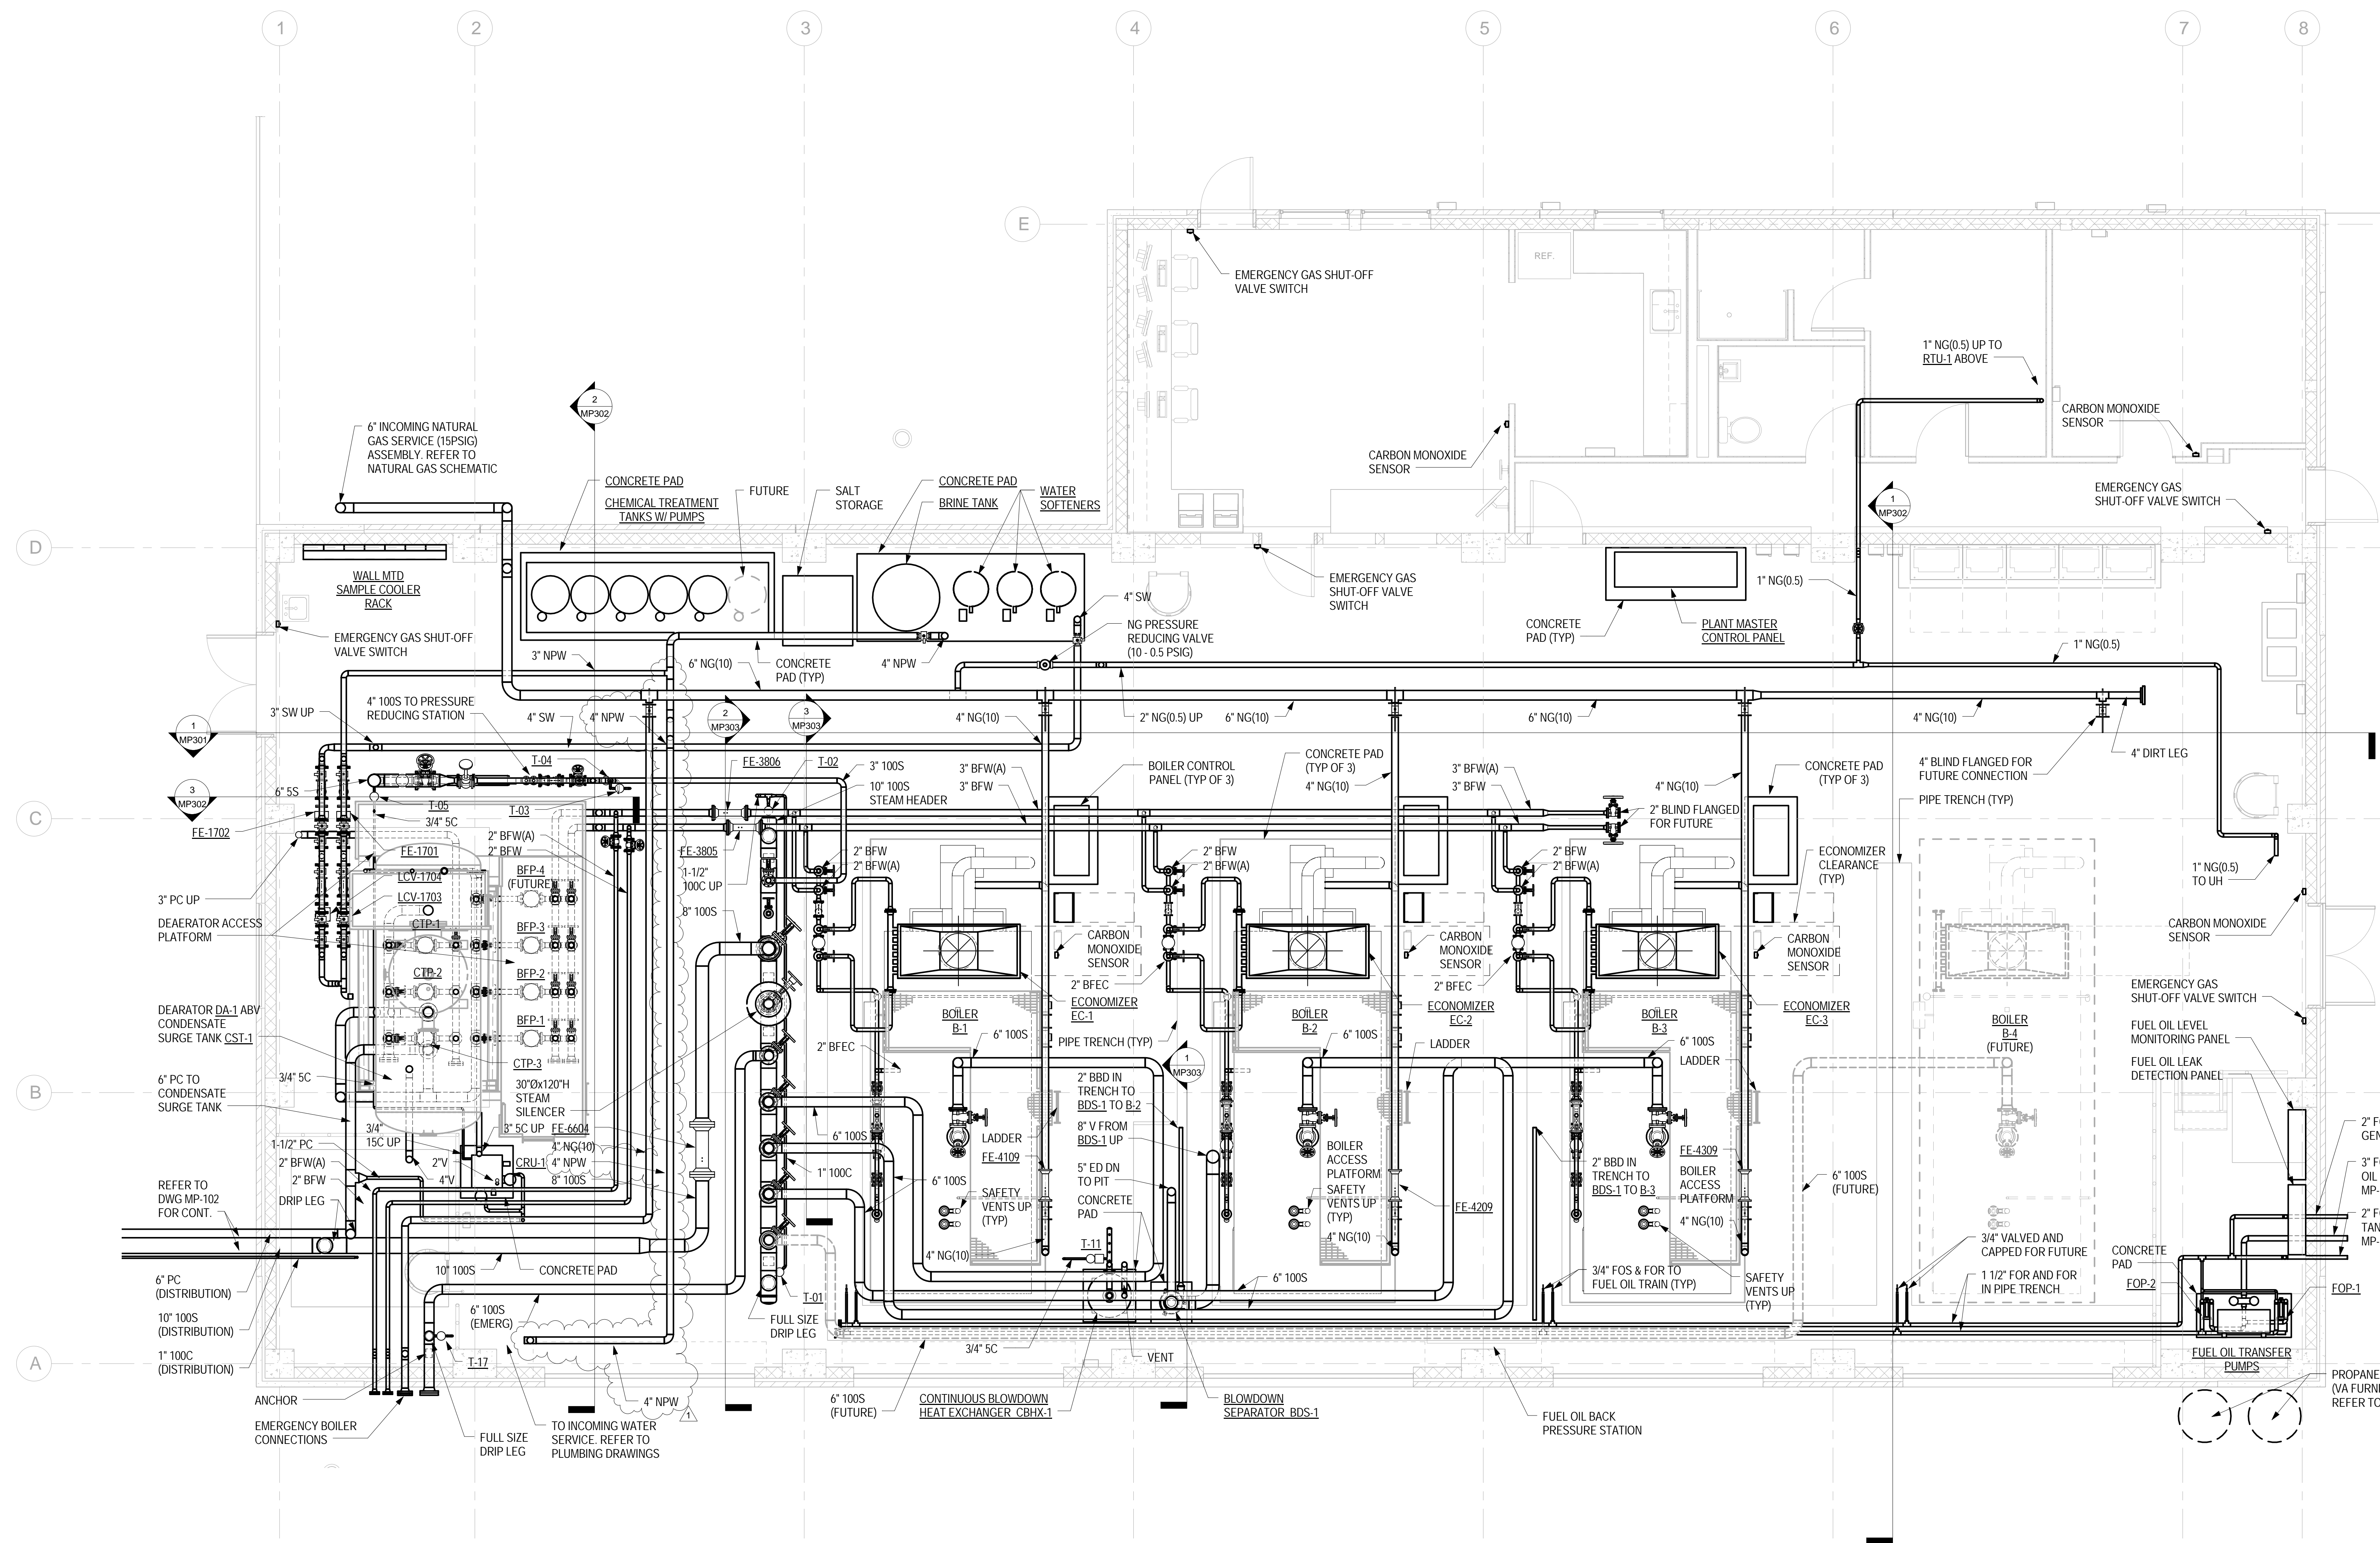 1
2
3
4
5
6
7
8
E
D
C
B
A
REF.
EMERGENCY GAS SHUT-OFF
VALVE SWITCH
1" NG(0.5) UP TO
RTU-1 ABOVE
CARBON MONOXIDE
SENSOR
2
MP302
6" INCOMING NATURAL
GAS SERVICE (15PSIG)
ASSEMBLY. REFER TO
NATURAL GAS SCHEMATIC
CARBON MONOXIDE
SENSOR
CONCRETE PAD
CHEMICAL TREATMENT
TANKS W/ PUMPS
FUTURE
SALT
STORAGE
CONCRETE PAD
BRINE TANK
WATER
SOFTENERS
EMERGENCY GAS
SHUT-OFF VALVE SWITCH
1
MP302
WALL MTD
SAMPLE COOLER
RACK
EMERGENCY GAS
SHUT-OFF VALVE
SWITCH
1" NG(0.5)
4" SW
NG PRESSURE
REDUCING VALVE
(10 - 0.5 PSIG)
CONCRETE
PAD (TYP)
PLANT MASTER
CONTROL PANEL
EMERGENCY GAS SHUT-OFF
VALVE SWITCH
3" NPW
6" NG(10)
CONCRETE
PAD (TYP)
4" NPW
1" NG(0.5)
3" SW UP
4" 100S TO PRESSURE
REDUCING STATION
4" SW
4" NPW
2
MP303
3
MP303
4" NG(10)
2" NG(0.5) UP
6" NG(10)
6" NG(10)
4" NG(10)
1
MP301
4" DIRT LEG
T-04
FE-3806
T-02
3" 100S
3" BFW(A)
3" BFW
BOILER CONTROL
PANEL (TYP OF 3)
CONCRETE PAD
(TYP OF 3)
4" NG(10)
3" BFW(A)
3" BFW
4" NG(10)
CONCRETE PAD
(TYP OF 3)
4" BLIND FLANGED FOR
FUTURE CONNECTION
3
MP302
6" 5S
T-05
T-03
10" 100S
STEAM HEADER
2" BLIND FLANGED
FOR FUTURE
PIPE TRENCH (TYP)
3/4" 5C
FE-1702
2" BFW(A)
2" BFW
FE-1701
FE-3805
2" BFW
2" BFW(A)
2" BFW
2" BFW(A)
2" BFW
2" BFW(A)
ECONOMIZER
CLEARANCE
(TYP)
LCV-1704
BFP-4
(FUTURE)
1-1/2"
100C UP
1" NG(0.5)
TO UH
3" PC UP
LCV-1703
8" 100S
DEAERATOR ACCESS
PLATFORM
CTP-1
BFP-3
CARBON
MONOXIDE
SENSOR
CARBON
MONOXIDE
SENSOR
CARBON
MONOXIDE
SENSOR
CARBON MONOXIDE
SENSOR
CTP-2
BFP-2
2" BFEC
2" BFEC
ECONOMIZER
EC-1
ECONOMIZER
EC-2
ECONOMIZER
EC-3
EMERGENCY GAS
SHUT-OFF VALVE SWITCH
DEARATOR DA-1 ABV
CONDENSATE
SURGE TANK CST-1
BFP-1
BOILER
B-1
BOILER
B-2
BOILER
B-3
BOILER
B-4
(FUTURE)
FUEL OIL LEVEL
MONITORING PANEL
6" 100S
PIPE TRENCH (TYP)
6" 100S
LADDER
6" 100S
LADDER
2" BFEC
CTP-3
FUEL OIL LEAK
DETECTION PANEL
3/4" 5C
6" PC TO
CONDENSATE
SURGE TANK
30"Øx120"H
STEAM
SILENCER
2" BBD IN
TRENCH TO
BDS-1 TO B-2
1
MP303
3/4"
15C UP
3" 5C UP
FE-6604
8" V FROM
BDS-1 UP
1-1/2" PC
2" BFW(A)
2" BFW
6" 100S
LADDER
FE-4109
4" NG(10)
4" NPW
8" 100S
CRU-1
2"V
4"V
1" 100C
5" ED DN
TO PIT
BOILER
ACCESS
PLATFORM
FE-4309
BOILER
ACCESS
PLATFORM
2" BBD IN
TRENCH TO
BDS-1 TO B-3
6" 100S
(FUTURE)
REFER TO
DWG MP-102
FOR CONT.
DRIP LEG
6" 100S
SAFETY
VENTS UP
(TYP)
CONCRETE
PAD
SAFETY
VENTS UP
(TYP)
FE-4209
4" NG(10)
4" NG(10)
T-11
4" NG(10)
3/4" VALVED AND
CAPPED FOR FUTURE
CONCRETE
PAD
10" 100S
CONCRETE PAD
6" PC
(DISTRIBUTION)
6" 100S
3/4" FOS & FOR TO
FUEL OIL TRAIN (TYP)
SAFETY
VENTS UP
(TYP)
1 1/2" FOR AND FOR
IN PIPE TRENCH
FOP-2
FOP-1
T-01
10" 100S
(DISTRIBUTION)
6" 100S
(EMERG)
FULL SIZE
DRIP LEG
3/4" 5C
VENT
1" 100C
(DISTRIBUTION)
T-17
FUEL OIL TRANSFER
PUMPS
ANCHOR
4" NPW
1
6" 100S
(FUTURE)
CONTINUOUS BLOWDOWN
HEAT EXCHANGER CBHX-1
BLOWDOWN
SEPARATOR BDS-1
FUEL OIL BACK
PRESSURE STATION
PROPANE
(VA FURNI
REFER TO
EMERGENCY BOILER
CONNECTIONS
FULL SIZE
DRIP LEG
TO INCOMING WATER
SERVICE. REFER TO
PLUMBING DRAWINGS
2" F
GEN
3" F
OIL
MP-
2" F
TAN
MP-